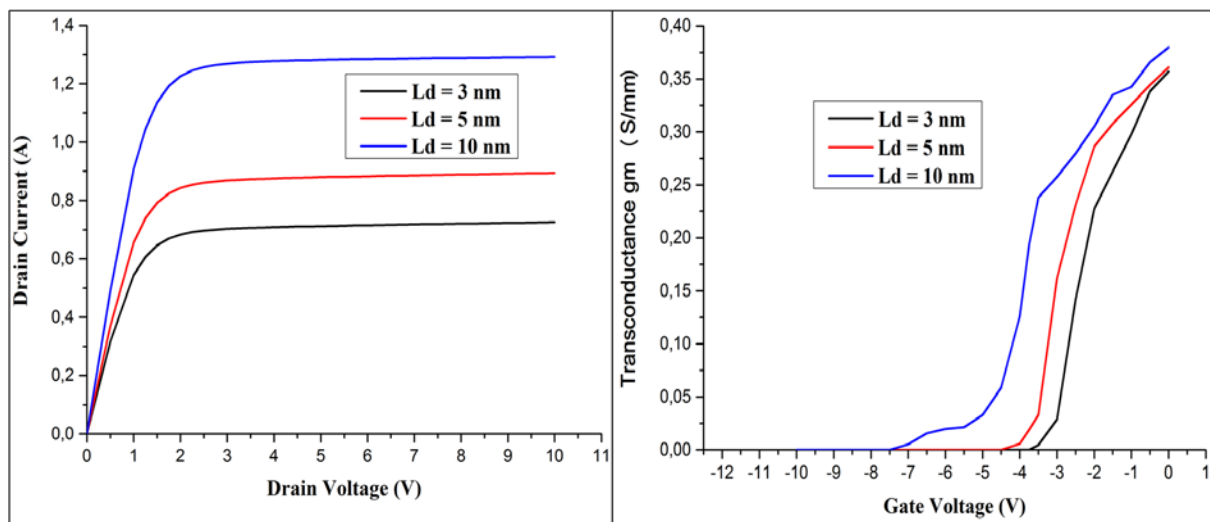 1,4
1,2
1,0
0,8
0,6
0,4
0,2
0,0
Drain Current (A)
Ld = 3 nm
Ld = 5 nm
Ld = 10 nm
0 1 2 3 4 5 6 7 8 9 10 11
Drain Voltage (V)
0,40
0,35
0,30
0,25
0,20
0,15
0,10
0,05
0,00
Transconductance gm ( S/mm)
Ld = 3 nm
Ld = 5 nm
Ld = 10 nm
-12 -11 -10 -9 -8 -7 -6 -5 -4 -3 -2 -1 0 1
Gate Voltage (V)